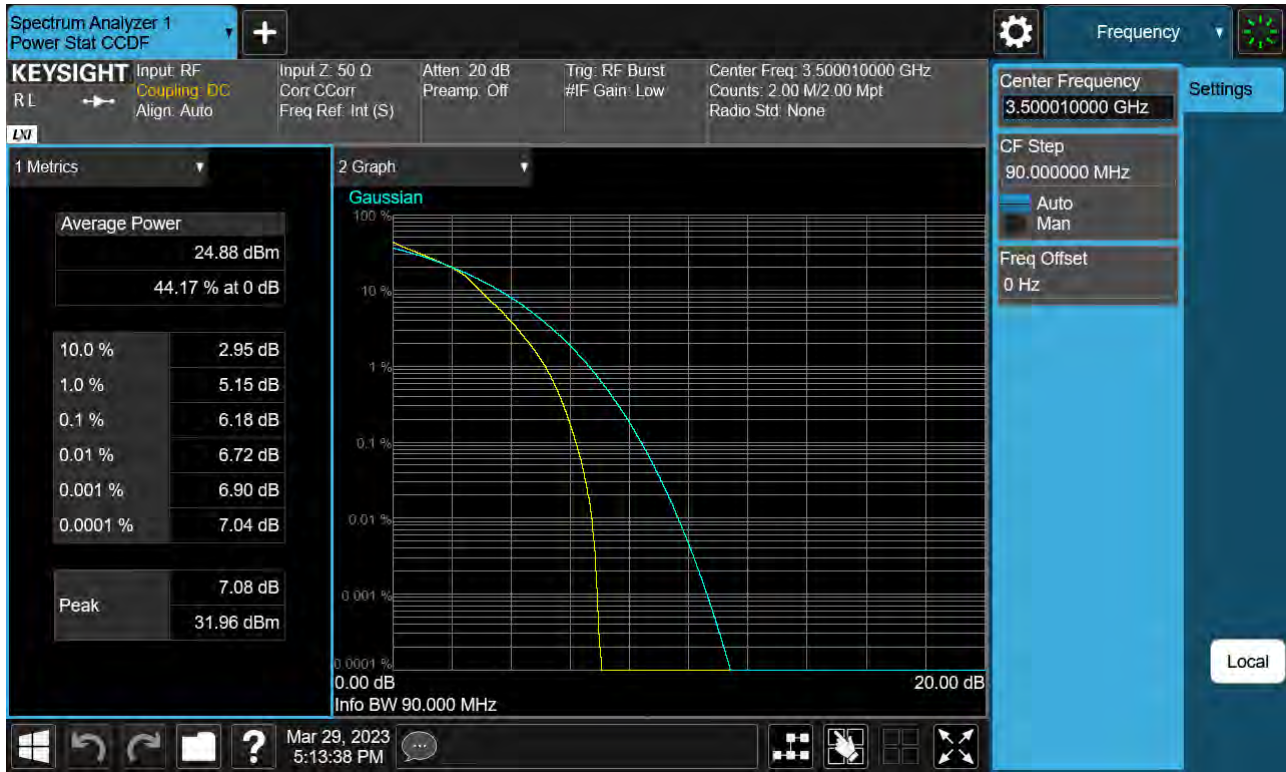 Spectrum Analyzer 1
Power Stat CCDF
+
Frequency
KEYSIGHT
RL
LXI
Input: RF
Coupling: DC
Align: Auto
Input Z: 50 Ω
Corr CCorr
Freq Ref: Int (S)
Atten: 20 dB
Preamp: Off
Trig: RF Burst
#IF Gain: Low
Center Freq: 3.500010000 GHz
Counts: 2.00 M/2.00 Mpt
Radio Std: None
Center Frequency
3.500010000 GHz
Settings
CF Step
90.000000 MHz
Auto
Man
Freq Offset
0 Hz
Local
1 Metrics
Average Power
24.88 dBm
44.17 % at 0 dB
10.0 % 2.95 dB
1.0 % 5.15 dB
0.1 % 6.18 dB
0.01 % 6.72 dB
0.001 % 6.90 dB
0.0001 % 7.04 dB
Peak
7.08 dB
31.96 dBm
2 Graph
Gaussian
100 %
10 %
1 %
0.1 %
0.01 %
0.001 %
0.0001 %
0.00 dB 20.00 dB
Info BW 90.000 MHz
?
Mar 29, 2023
5:13:38 PM